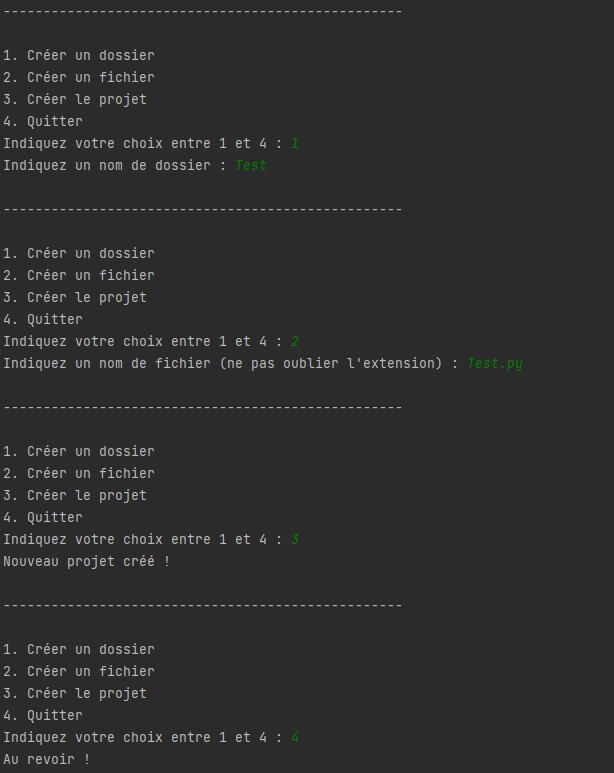 --------------------------------------------------
1. Créer un dossier
2. Créer un fichier
3. Créer le projet
4. Quitter
Indiquez votre choix entre 1 et 4 : 1
Indiquez un nom de dossier : Test
--------------------------------------------------
1. Créer un dossier
2. Créer un fichier
3. Créer le projet
4. Quitter
Indiquez votre choix entre 1 et 4 : 2
Indiquez un nom de fichier (ne pas oublier l'extension) : Test.py
--------------------------------------------------
1. Créer un dossier
2. Créer un fichier
3. Créer le projet
4. Quitter
Indiquez votre choix entre 1 et 4 : 3
Nouveau projet créé !
--------------------------------------------------
1. Créer un dossier
2. Créer un fichier
3. Créer le projet
4. Quitter
Indiquez votre choix entre 1 et 4 : 4
Au revoir !